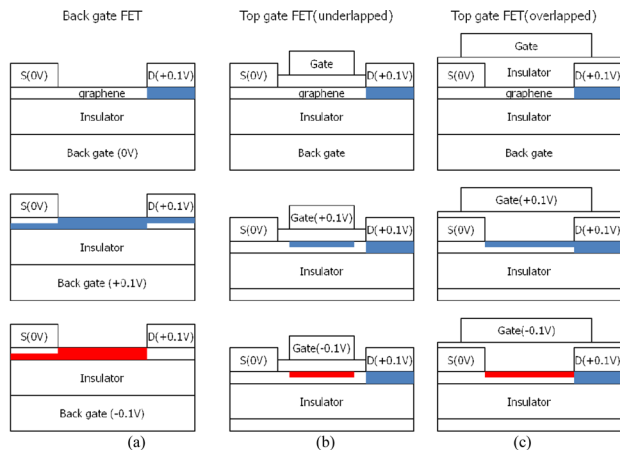 Back gate FET
Top gate FET(underlapped)
Top gate FET(overlapped)
S(0V)
D(+0.1V)
graphene
Insulator
Back gate (0V)
Gate
S(0V)
D(+0.1V)
graphene
Insulator
Back gate
Gate
S(0V)
Insulator
D(+0.1V)
graphene
Insulator
Back gate
S(0V)
D(+0.1V)
Insulator
Back gate (+0.1V)
Gate(+0.1V)
S(0V)
D(+0.1V)
Insulator
Gate(+0.1V)
S(0V)
D(+0.1V)
Insulator
S(0V)
D(+0.1V)
Insulator
Back gate (-0.1V)
Gate(-0.1V)
S(0V)
D(+0.1V)
Insulator
Gate(-0.1V)
S(0V)
D(+0.1V)
Insulator
(a)
(b)
(c)